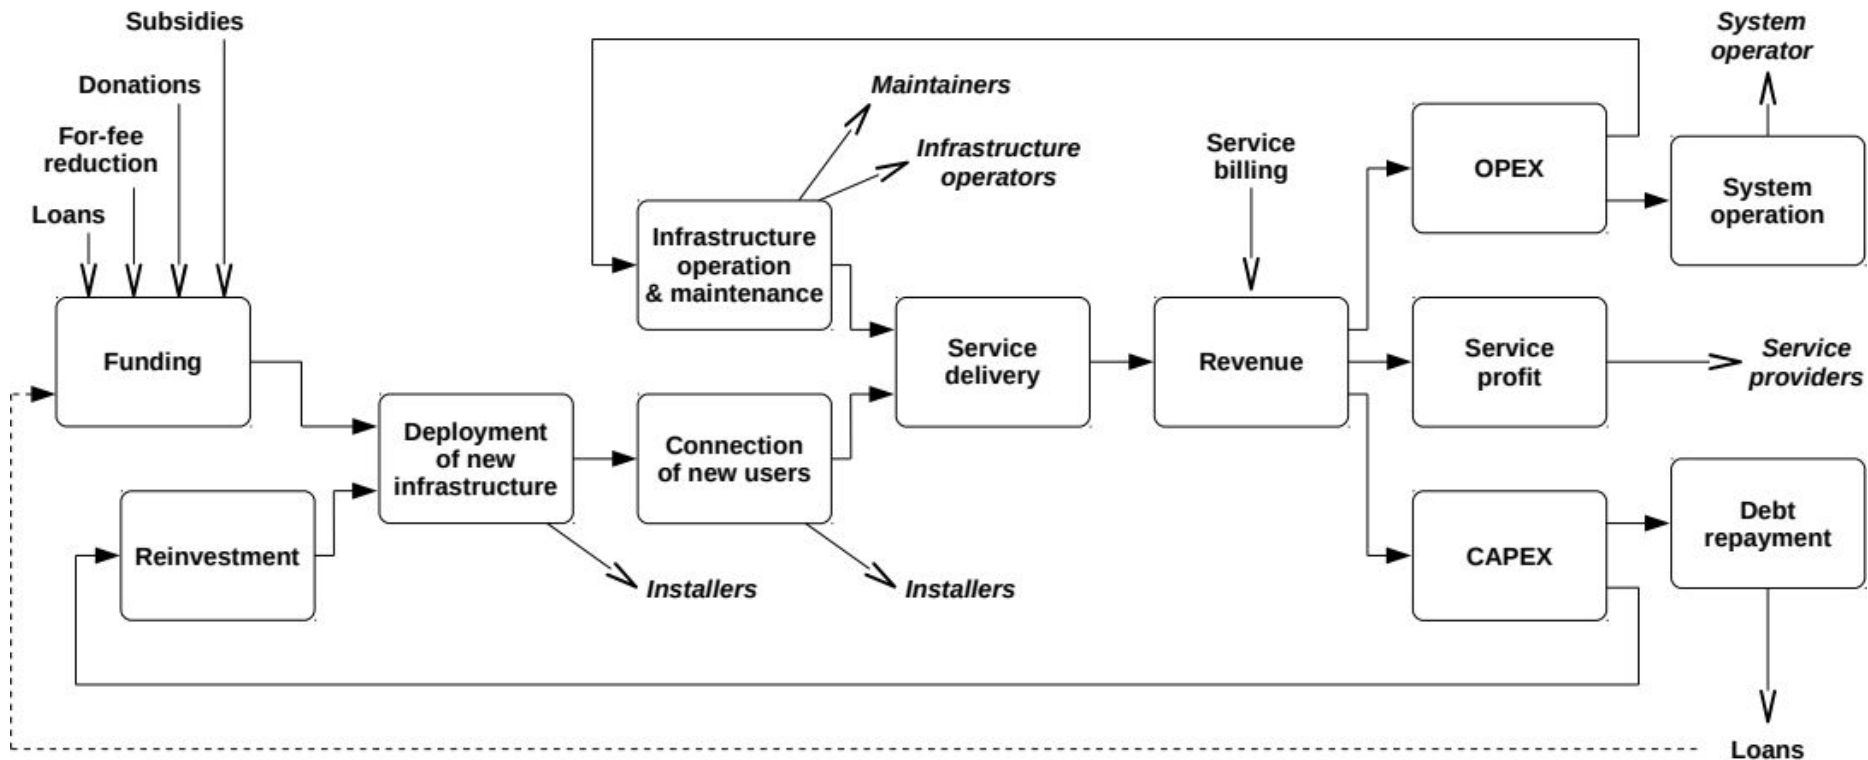 Subsidies
Donations
For-fee
reduction
Loans
Funding
Reinvestment
Deployment
of new
infrastructure
Installers
Maintainers
Infrastructure
operators
Infrastructure
operation
& maintenance
Connection
of new users
Installers
Service
delivery
Service
billing
Revenue
OPEX
System
operator
System
operation
Service
profit
Service
providers
CAPEX
Debt
repayment
Loans